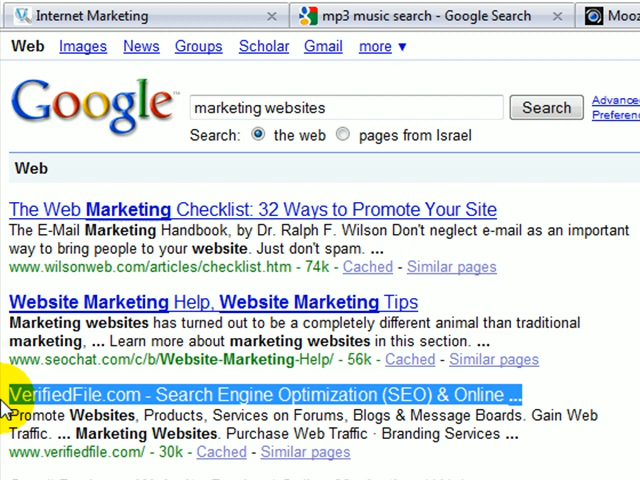 Internet Marketing
mp3 music search - Google Search
Web Images News Groups Scholar Gmail more ▼
Google™ marketing websites Search
Search: the web pages from Israel
Web
The Web Marketing Checklist: 32 Ways to Promote Your Site
The E-Mail Marketing Handbook, by Dr. Ralph F. Wilson Don't neglect e-mail as an important
way to bring people to your website. Just don't spam. ...
www.wilsonweb.com/articles/checklist.htm - 74k - Cached - Similar pages
Website Marketing Help, Website Marketing Tips
Marketing websites has turned out to be a completely different animal than traditional
marketing, ... Learn more about marketing websites in this section. ...
www.seochat.com/c/b/Website-Marketing-Help/ - 56k - Cached - Similar pages
VerifiedFile.com - Search Engine Optimization (SEO) & Online ...
Promote Websites, Products, Services on Forums, Blogs & Message Boards. Gain Web
Traffic. ... Marketing Websites. Purchase Web Traffic · Branding Services ...
www.verifiedfile.com/ - 30k - Cached - Similar pages